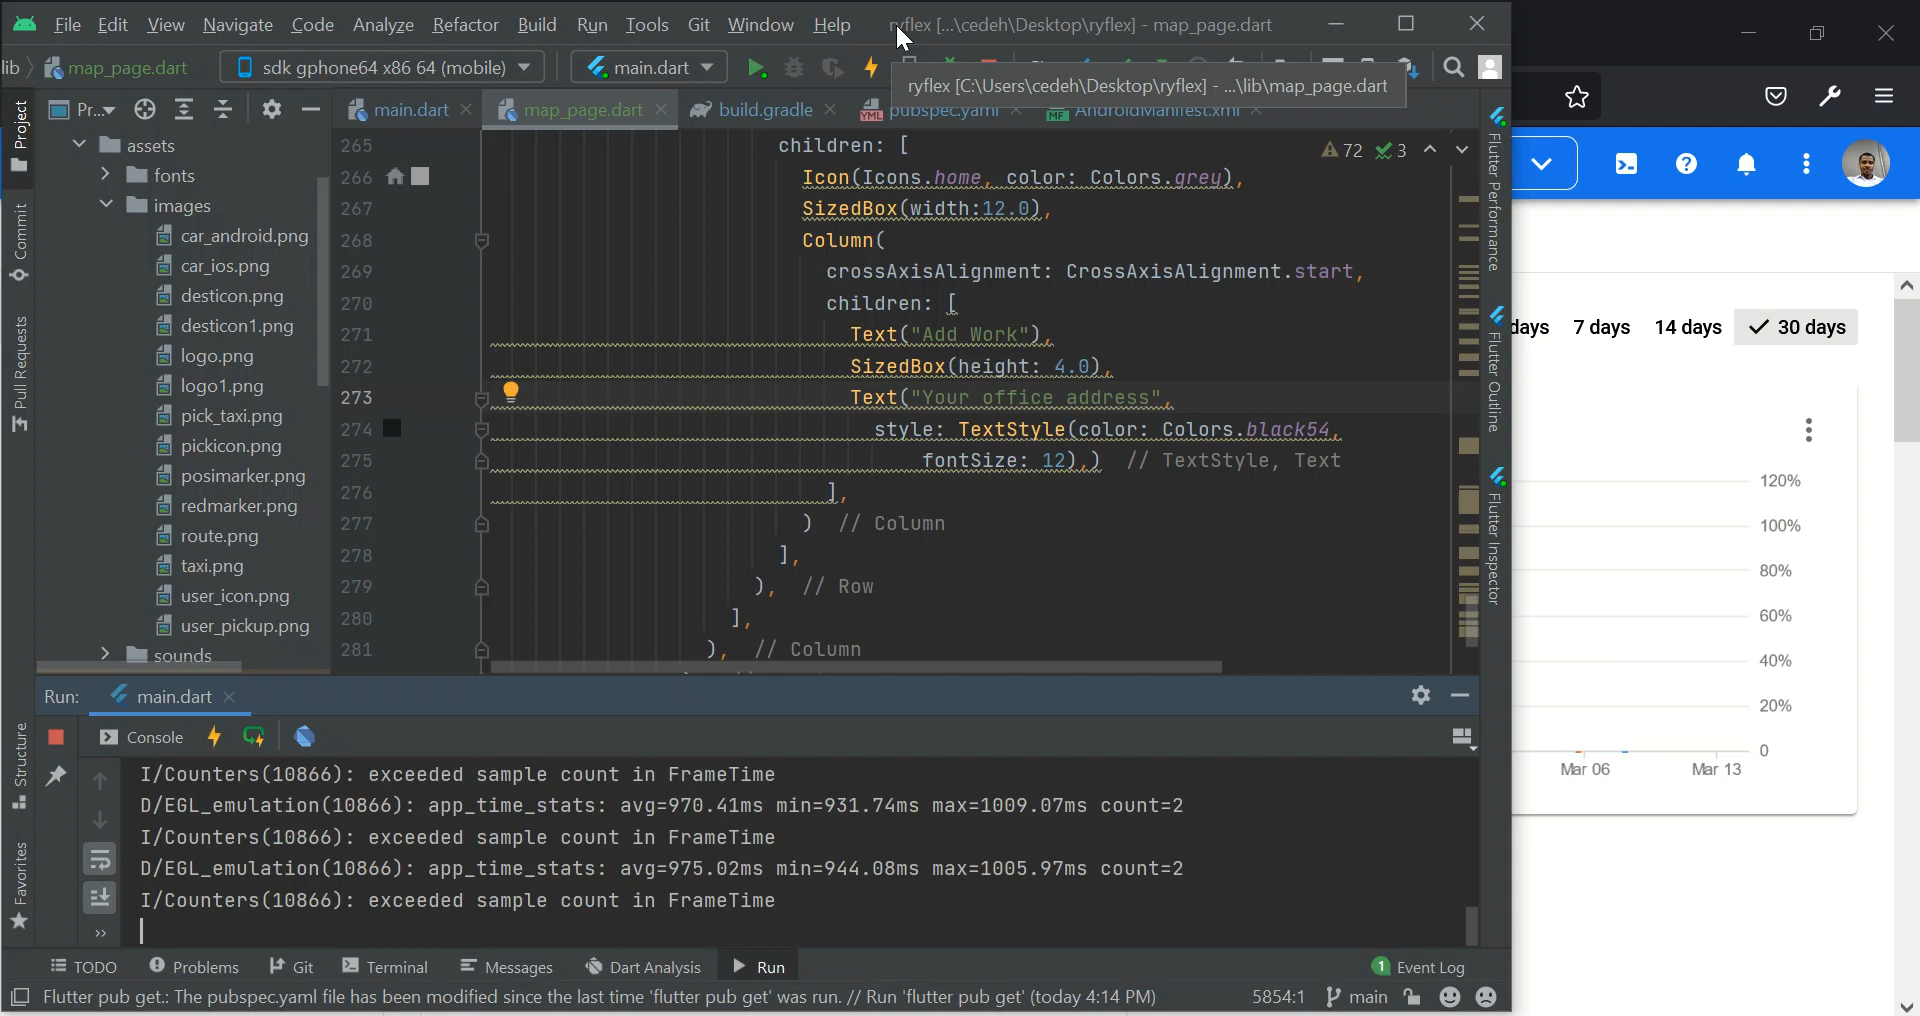 File Edit View Navigate Code Analyze Refactor Build Run Tools Git Window Help ryflex [...\cedeh\Desktop\ryflex] - map_page.dart
lib map_page.dart sdk gphone64 x86 64 (mobile) main.dart
ryflex [C:\Users\cedeh\Desktop\ryflex] - ...\lib\map_page.dart
Pr... main.dart map_page.dart build.gradle pubspec.yaml AndroidManifest.xml
Project
Commit
Pull Requests
Structure
Favorites
assets
fonts
images
car_android.png
car_ios.png
desticon.png
desticon1.png
logo.png
logo1.png
pick_taxi.png
pickicon.png
posimarker.png
redmarker.png
route.png
taxi.png
user_icon.png
user_pickup.png
sounds
72 3
265 children: [
266 Icon(Icons.home, color: Colors.grey),
267 SizedBox(width:12.0),
268 Column(
269 crossAxisAlignment: CrossAxisAlignment.start,
270 children: [
271 Text("Add Work"),
272 SizedBox(height: 4.0),
273 Text("Your office address",
274 style: TextStyle(color: Colors.black54,
275 fontSize: 12),) // TextStyle, Text
276 ],
277 ) // Column
278 ],
279 ), // Row
280 ],
281 ), // Column
Flutter Performance
Flutter Outline
Flutter Inspector
Run: main.dart
Console
I/Counters(10866): exceeded sample count in FrameTime
D/EGL_emulation(10866): app_time_stats: avg=970.41ms min=931.74ms max=1009.07ms count=2
I/Counters(10866): exceeded sample count in FrameTime
D/EGL_emulation(10866): app_time_stats: avg=975.02ms min=944.08ms max=1005.97ms count=2
I/Counters(10866): exceeded sample count in FrameTime
TODO Problems Git Terminal Messages Dart Analysis Run 1 Event Log
Flutter pub get.: The pubspec.yaml file has been modified since the last time 'flutter pub get' was run. // Run 'flutter pub get' (today 4:14 PM) 5854:1 main
days 7 days 14 days 30 days
120%
100%
80%
60%
40%
20%
0
Mar 06 Mar 13